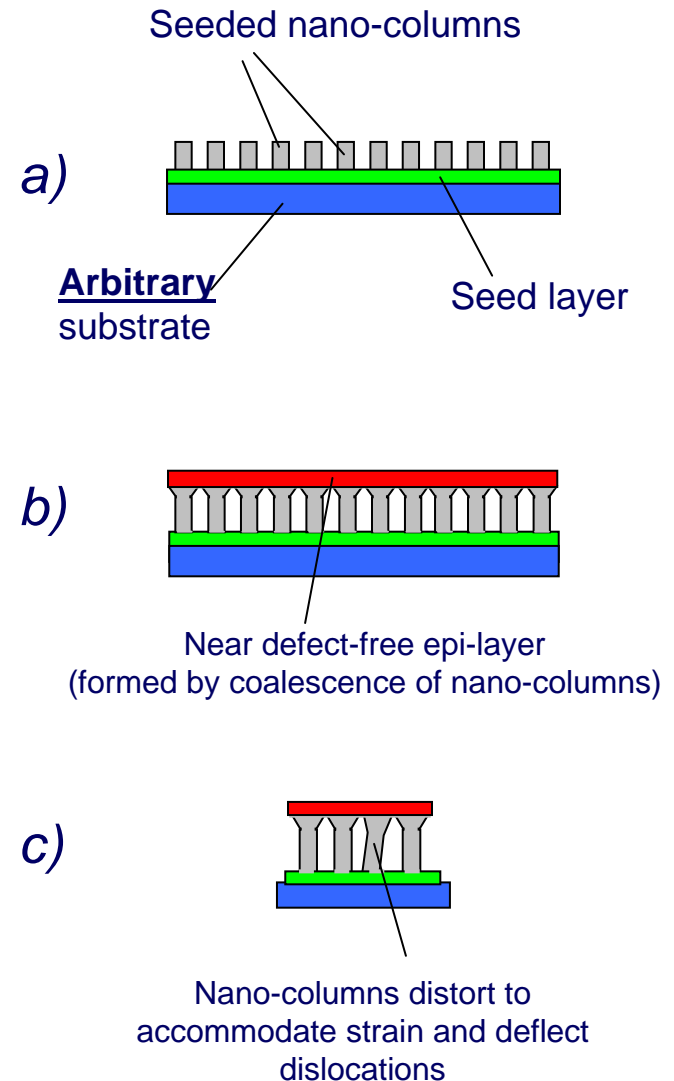 Seeded nano-columns
a)
Arbitrary
substrate
Seed layer
b)
Near defect-free epi-layer
(formed by coalescence of nano-columns)
c)
Nano-columns distort to
accommodate strain and deflect
dislocations